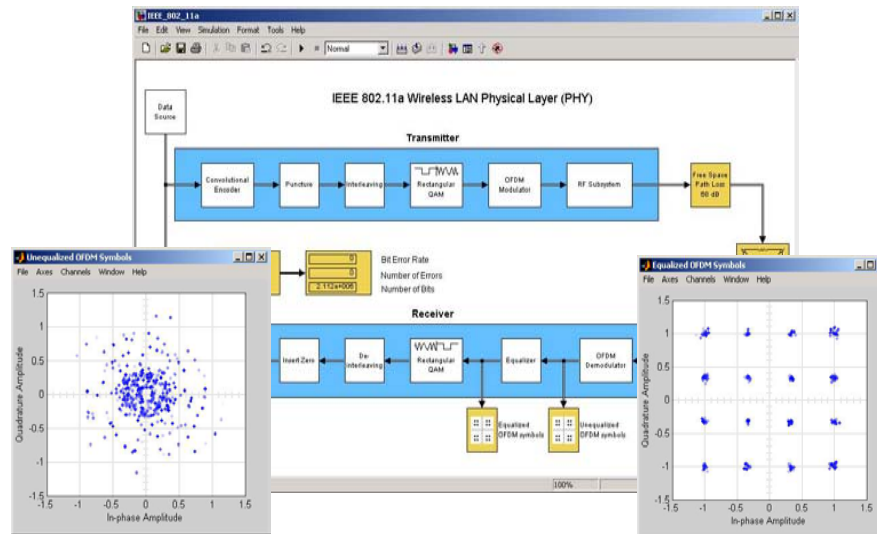 IEEE_802_11a
File Edit View Simulation Format Tools Help
Normal
IEEE 802.11a Wireless LAN Physical Layer (PHY)
Data
Source
Transmitter
Convolutional
Encoder
Puncture
Interleaving
Rectangular
QAM
OFDM
Modulator
RF Subsystem
Free Space
Path Loss
Bit Error Rate
0
Number of Errors
0
Number of Bits
2.112e+006
Receiver
Insert Zero
De-
Interleaving
Rectangular
QAM
Equalizer
OFDM
Demodulator
Equalized
OFDM symbols
Unequalized
OFDM symbols
100%
Unequalized OFDM Symbols
File Axes Channels Window Help
Quadrature Amplitude
1.5
1
0.5
0
-0.5
-1
-1.5
-1.5 -1 -0.5 0 0.5 1 1.5
In-phase Amplitude
Equalized OFDM Symbols
File Axes Channels Window Help
Quadrature Amplitude
1.5
1
0.5
0
-0.5
-1
-1.5
-1.5 -1 -0.5 0 0.5 1 1.5
In-phase Amplitude